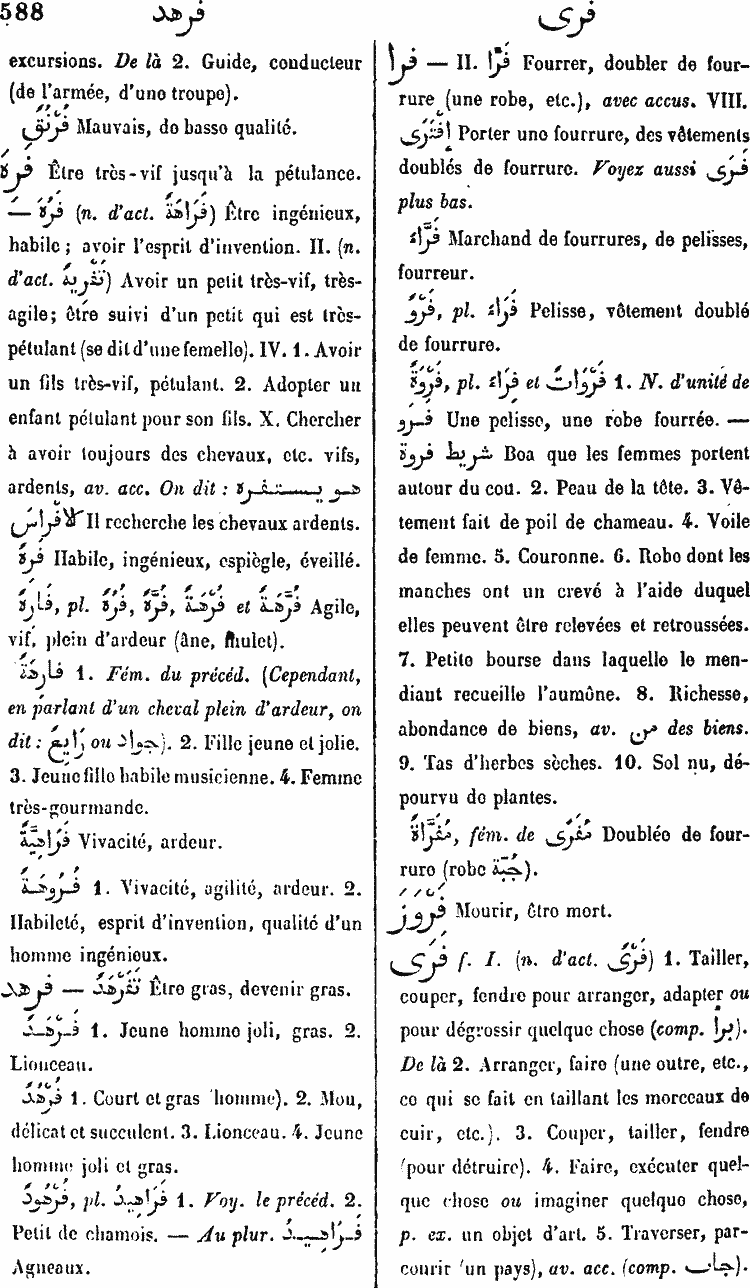 588 فرهد فرى
excursions. De là 2. Guide, conducteur
(de l'armée, d'une troupe).
فَرْنَقٌ Mauvais, de basse qualité.
فَرِهَ Être très-vif jusqu'à la pétulance.
— فَرُهَ (n. d'act. فَرَاهَةٌ) Être ingénieux,
habile; avoir l'esprit d'invention. II. (n.
d'act. تَفْرِيَةٌ) Avoir un petit très-vif, très-
agile; être suivi d'un petit qui est très-
pétulant (se dit d'une femelle). IV. 1. Avoir
un fils très-vif, pétulant. 2. Adopter un
enfant pétulant pour son fils. X. Chercher
à avoir toujours des chevaux, etc. vifs,
ardents, av. acc. On dit : هو يستفره
الافراس Il recherche les chevaux ardents.
فَرِهٌ Habile, ingénieux, espiègle, éveillé.
فَارِهٌ, pl. فُرْهٌ, فُرَّهٌ, فُرْهَةٌ et فُرَّهَةٌ Agile,
vif, plein d'ardeur (âne, mulet).
فَارِهَةٌ 1. Fém. du précéd. (Cependant,
en parlant d'un cheval plein d'ardeur, on
dit : رَايِعٌ ou جواد). 2. Fille jeune et jolie.
3. Jeune fille habile musicienne. 4. Femme
très-gourmande.
فَرَاهِيَّةٌ Vivacité, ardeur.
فُرُوهَةٌ 1. Vivacité, agilité, ardeur. 2.
Habileté, esprit d'invention, qualité d'un
homme ingénieux.
فرهد — تَفَرْهَدَ Être gras, devenir gras.
فَرْهَدٌ 1. Jeune homme joli, gras. 2.
Lionceau.
فُرْهُدٌ 1. Court et gras (homme). 2. Mou,
délicat et succulent. 3. Lionceau. 4. Jeune
homme joli et gras.
فُرْهُودٌ, pl. فَرَاهِيدُ 1. Voy. le précéd. 2.
Petit de chamois. — Au plur. فَرَاهِيدُ
Agneaux.
فرا — II. فَرَّا Fourrer, doubler de four-
rure (une robe, etc.), avec accus. VIII.
إِفْتَرَى Porter une fourrure, des vêtements
doublés de fourrure. Voyez aussi فَرَى
plus bas.
فَرَّاءٌ Marchand de fourrures, de pelisses,
fourreur.
فَرْوٌ, pl. فِرَاءٌ Pelisse, vêtement doublé
de fourrure.
فَرْوَةٌ, pl. فِرَاءٌ et فَرْوَاتٌ 1. N. d'unité de
فرو Une pelisse, une robe fourrée. —
شريط فروة Boa que les femmes portent
autour du cou. 2. Peau de la tête. 3. Vê-
tement fait de poil de chameau. 4. Voile
de femme. 5. Couronne. 6. Robe dont les
manches ont un crevé à l'aide duquel
elles peuvent être relevées et retroussées.
7. Petite bourse dans laquelle le men-
diant recueille l'aumône. 8. Richesse,
abondance de biens, av. من des biens.
9. Tas d'herbes sèches. 10. Sol nu, dé-
pourvu de plantes.
مُفَرَّاةٌ, fém. de مُفَرًى Doublée de four-
rure (robe جُبَّة).
فَرْوَزَ Mourir, être mort.
فَرَى f. I. (n. d'act. فَرْىٌ) 1. Tailler,
couper, fendre pour arranger, adapter ou
pour dégrossir quelque chose (comp. برا).
De là 2. Arranger, faire (une outre, etc.,
ce qui se fait en taillant les morceaux de
cuir, etc.). 3. Couper, tailler, fendre
(pour détruire). 4. Faire, exécuter quel-
que chose ou imaginer quelque chose,
p. ex. un objet d'art. 5. Traverser, par-
courir (un pays), av. acc. (comp. جاب).